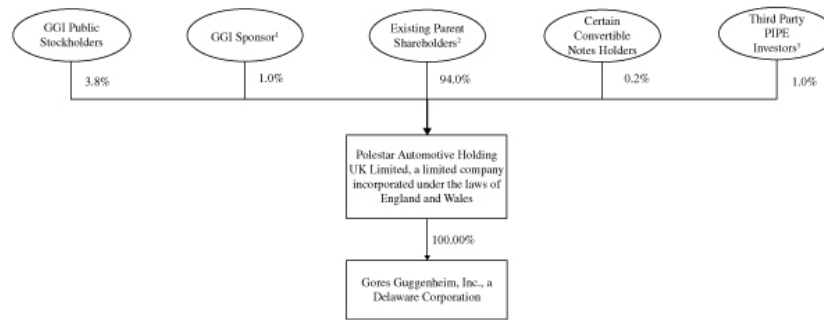 GGI Public
Stockholders
GGI Sponsor¹
Existing Parent
Shareholders²
Certain
Convertible
Notes Holders
Third Party
PIPE
Investors³
3.8%
1.0%
94.0%
0.2%
1.0%
Polestar Automotive Holding
UK Limited, a limited company
incorporated under the laws of
England and Wales
100.00%
Gores Guggenheim, Inc., a
Delaware Corporation